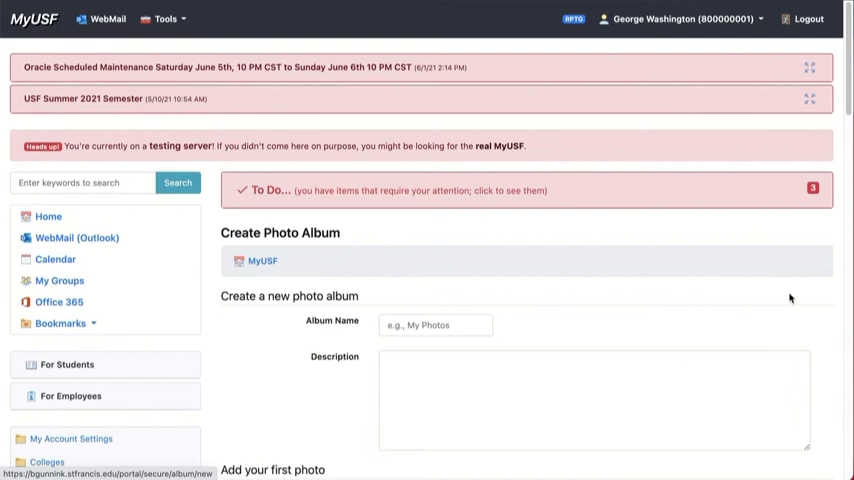 MyUSF WebMail Tools RPTG George Washington (800000001) Logout
Oracle Scheduled Maintenance Saturday June 5th, 10 PM CST to Sunday June 6th 10 PM CST (6/1/21 2:14 PM)
USF Summer 2021 Semester (5/10/21 10:54 AM)
Heads up! You're currently on a testing server! If you didn't come here on purpose, you might be looking for the real MyUSF.
Enter keywords to search Search
To Do... (you have items that require your attention; click to see them) 3
Home
WebMail (Outlook)
Calendar
My Groups
Office 365
Bookmarks
For Students
For Employees
My Account Settings
Colleges
Create Photo Album
MyUSF
Create a new photo album
Album Name e.g., My Photos
Description
Add your first photo
https://bgunnink.stfrancis.edu/portal/secure/album/new